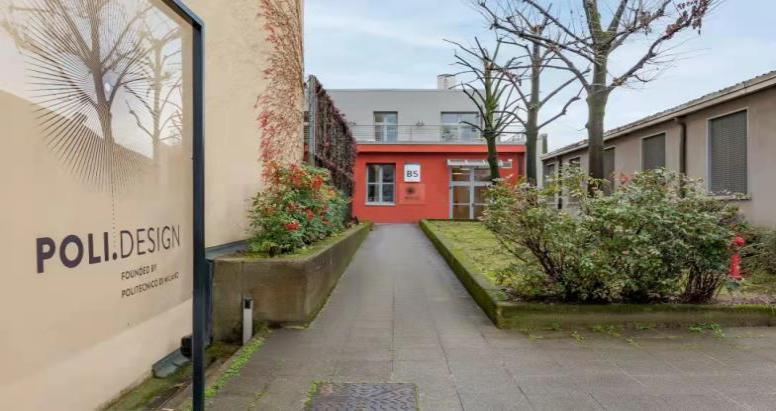 POLI.DESIGN
FOUNDED BY
POLITECNICO DI MILANO
B5